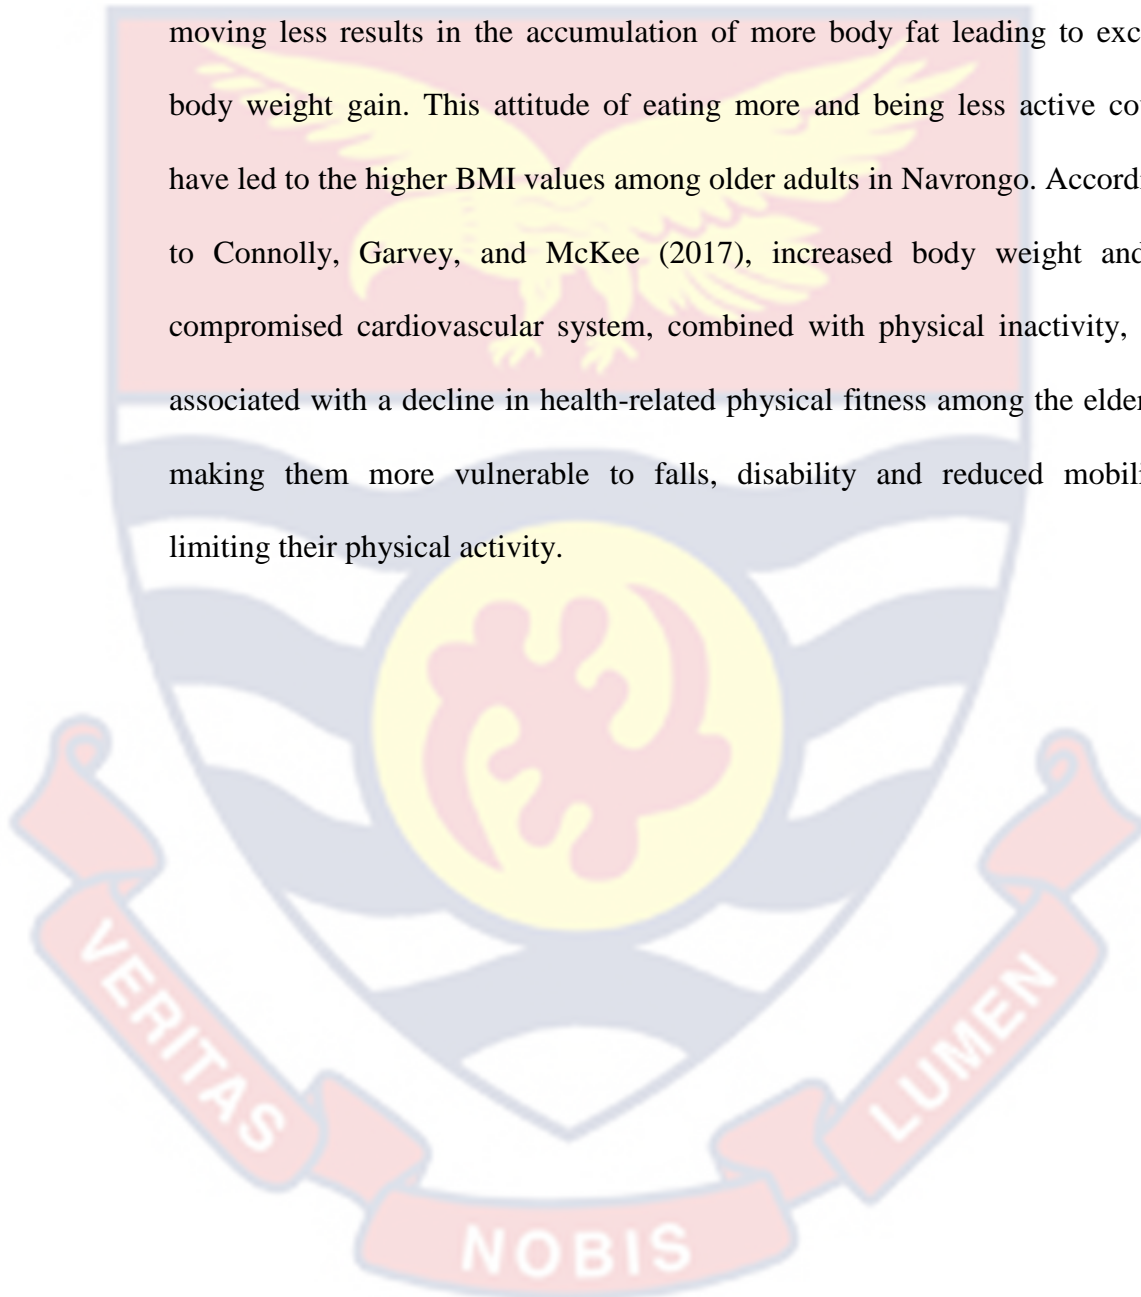 moving less results in the accumulation of more body fat leading to exc
body weight gain. This attitude of eating more and being less active co
have led to the higher BMI values among older adults in Navrongo. Accordi
to Connolly, Garvey, and McKee (2017), increased body weight and
compromised cardiovascular system, combined with physical inactivity,
associated with a decline in health-related physical fitness among the elder
making them more vulnerable to falls, disability and reduced mobili
limiting their physical activity.
VERITAS
NOBIS
LUMEN